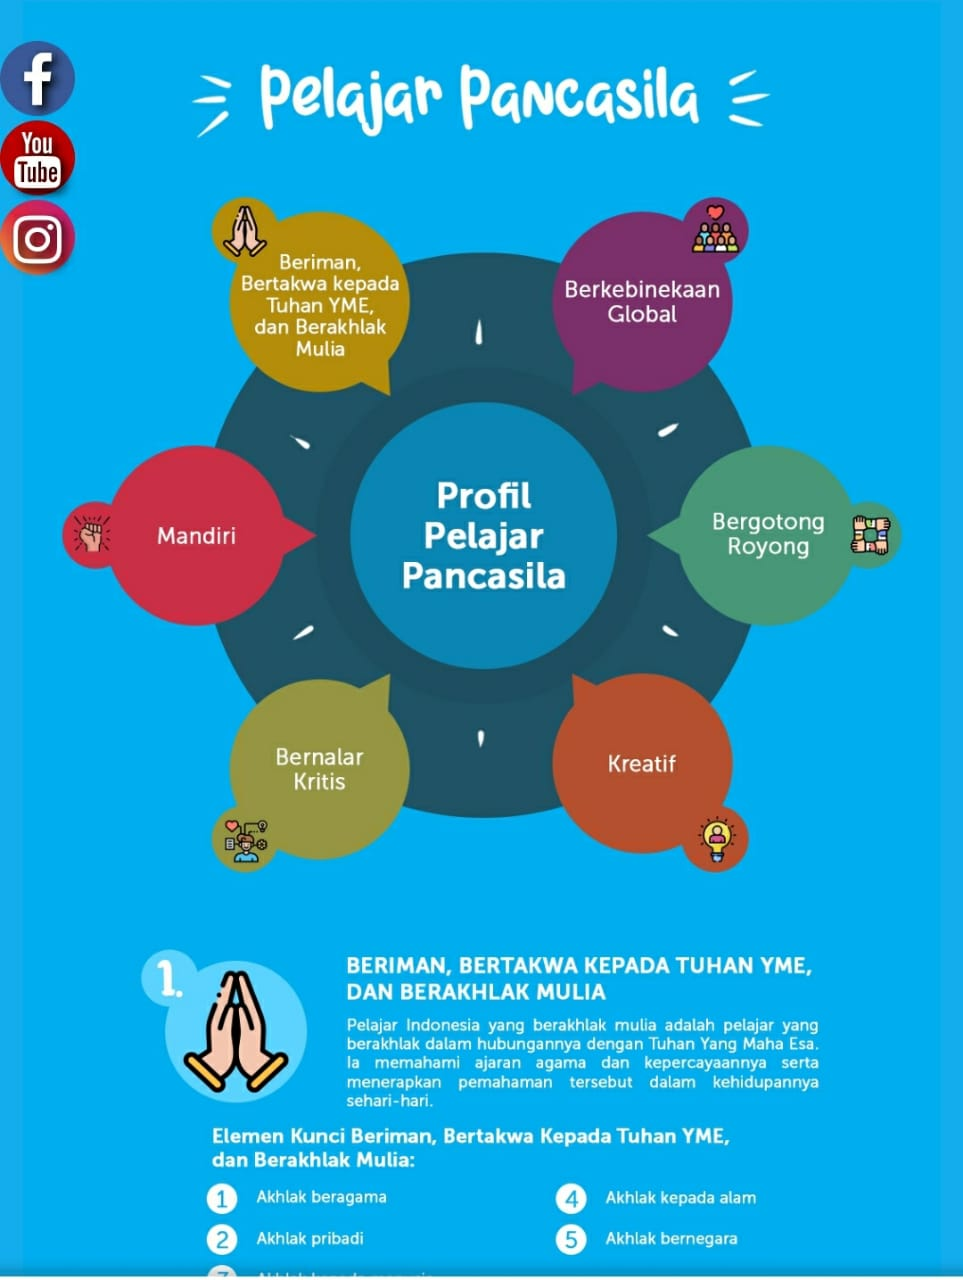 Pelajar Pancasila
You
Tube
Beriman,
Bertakwa kepada
Tuhan YME,
dan Berakhlak
Mulia
Berkebinekaan
Global
Mandiri
Profil
Pelajar
Pancasila
Bergotong
Royong
Bernalar
Kritis
Kreatif
1.
BERIMAN, BERTAKWA KEPADA TUHAN YME,
DAN BERAKHLAK MULIA
Pelajar Indonesia yang berakhlak mulia adalah pelajar yang
berakhlak dalam hubungannya dengan Tuhan Yang Maha Esa.
Ia memahami ajaran agama dan kepercayaannya serta
menerapkan pemahaman tersebut dalam kehidupannya
sehari-hari.
Elemen Kunci Beriman, Bertakwa Kepada Tuhan YME,
dan Berakhlak Mulia:
1 Akhlak beragama
2 Akhlak pribadi
4 Akhlak kepada alam
5 Akhlak bernegara